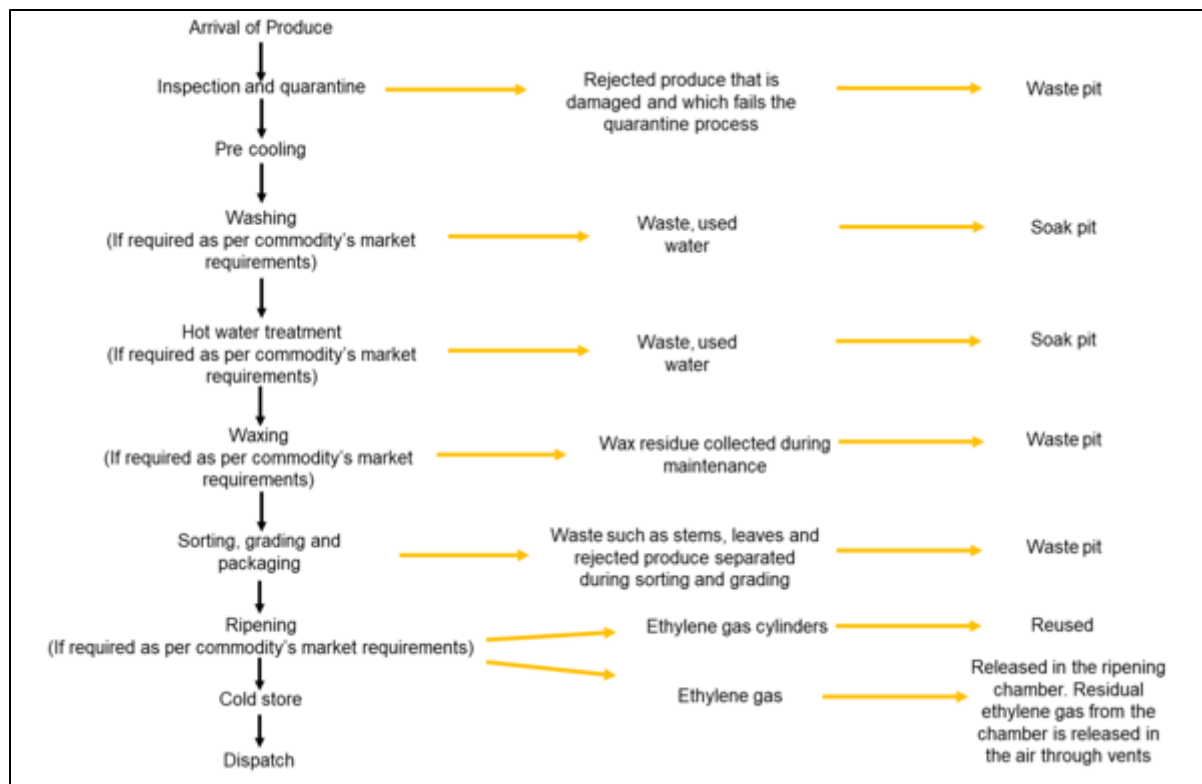 Arrival of Produce
Inspection and quarantine
Rejected produce that is
damaged and which fails the
quarantine process
Waste pit
Pre cooling
Washing
(If required as per commodity's market
requirements)
Waste, used
water
Soak pit
Hot water treatment
(If required as per commodity's market
requirements)
Waste, used
water
Soak pit
Waxing
(If required as per commodity's market
requirements)
Wax residue collected during
maintenance
Waste pit
Sorting, grading and
packaging
Waste such as stems, leaves and
rejected produce separated
during sorting and grading
Waste pit
Ripening
(If required as per commodity's market requirements)
Ethylene gas cylinders
Reused
Ethylene gas
Released in the ripening
chamber. Residual
ethylene gas from the
chamber is released in
the air through vents
Cold store
Dispatch